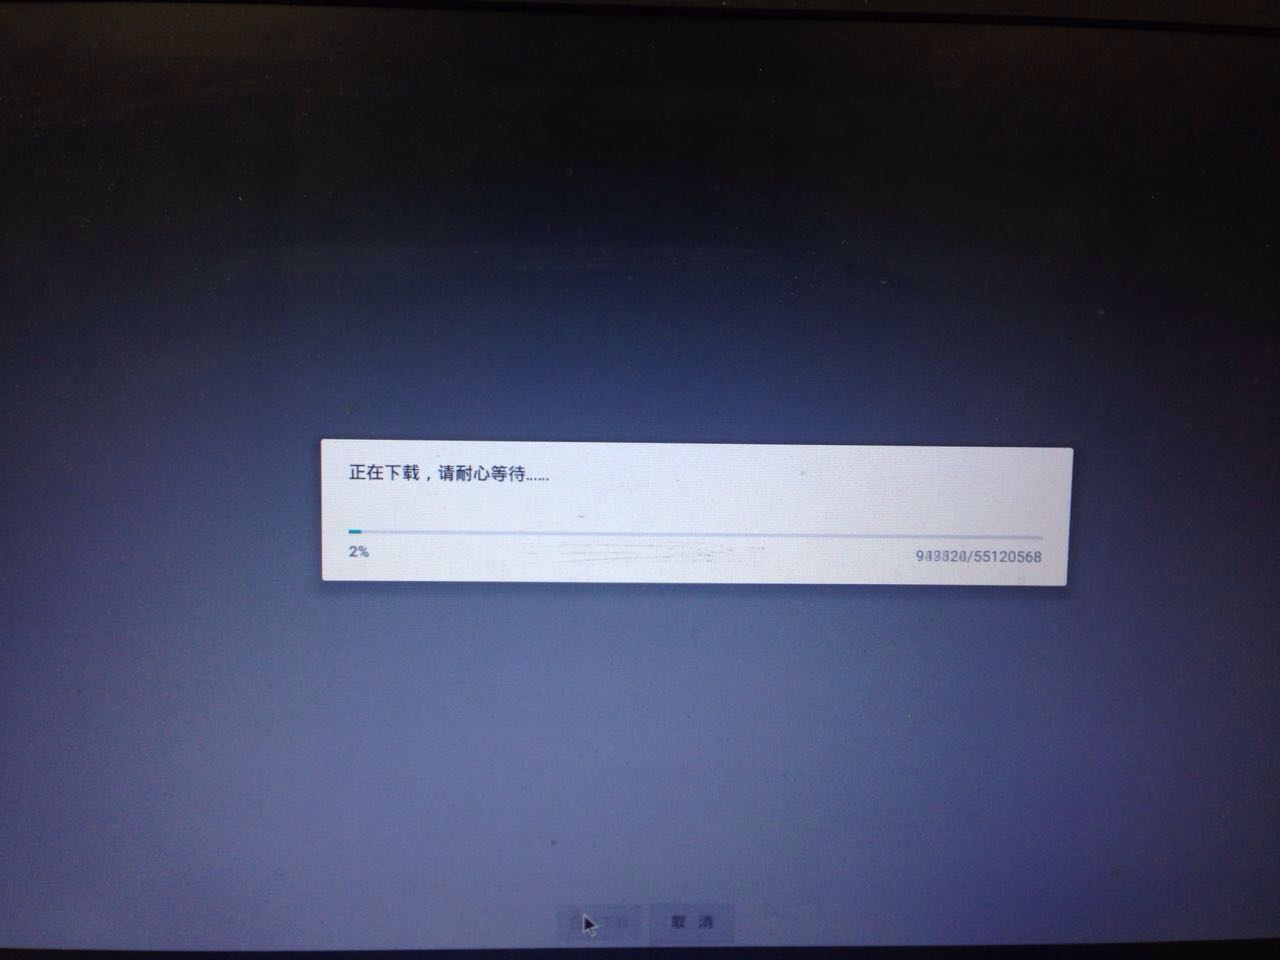 正在下载，请耐心等待......
2%
/55120568
取 消